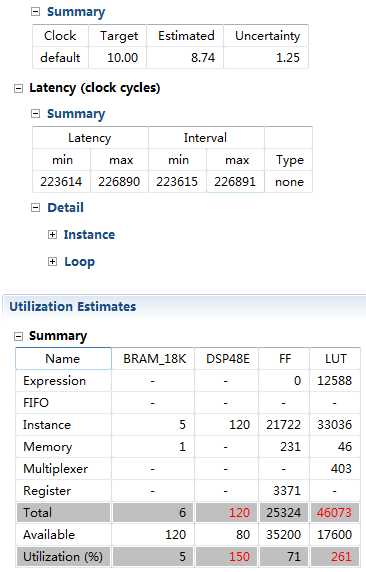 Summary
Clock Target Estimated Uncertainty
default 10.00 8.74 1.25
Latency (clock cycles)
Summary
Latency Interval
min max min max Type
223614 226890 223615 226891 none
Detail
Instance
Loop
Utilization Estimates
Summary
Name BRAM_18K DSP48E FF LUT
Expression - - 0 12588
FIFO - - - -
Instance 5 120 21722 33036
Memory 1 - 231 46
Multiplexer - - - 403
Register - - 3371 -
Total 6 120 25324 46073
Available 120 80 35200 17600
Utilization (%) 5 150 71 261